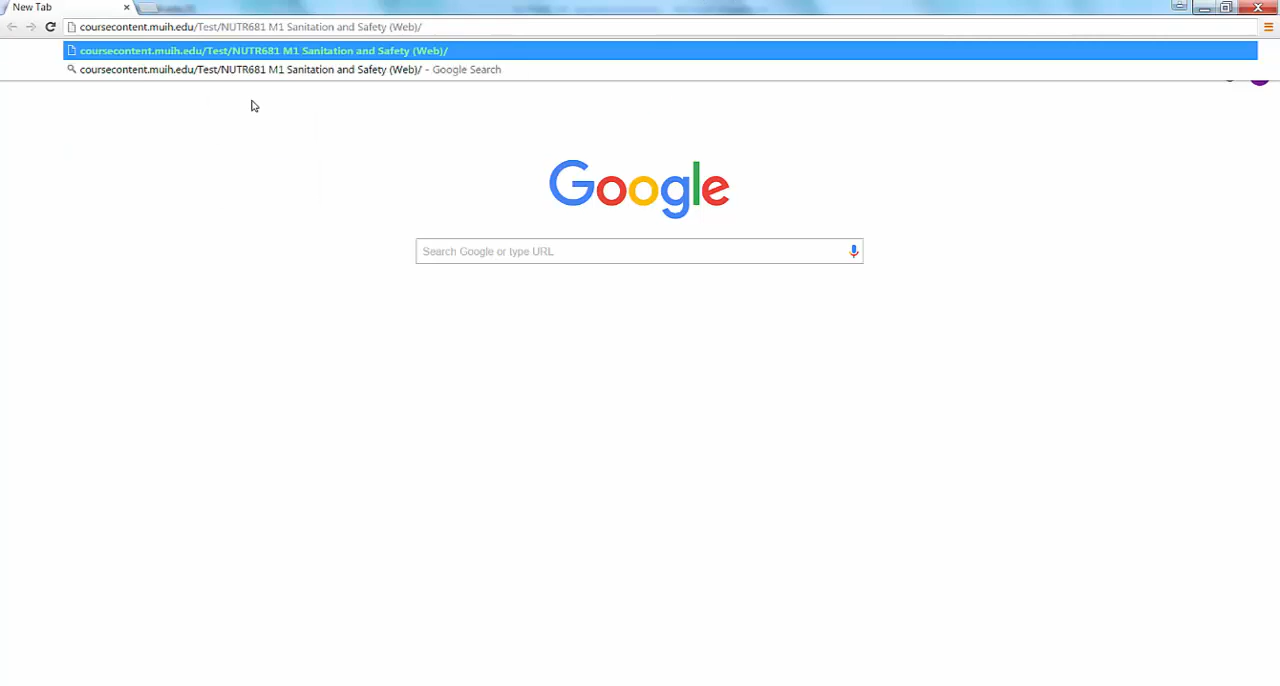 New Tab
coursecontent.muih.edu/Test/NUTR681 M1 Sanitation and Safety (Web)/
coursecontent.muih.edu/Test/NUTR681 M1 Sanitation and Safety (Web)/
coursecontent.muih.edu/Test/NUTR681 M1 Sanitation and Safety (Web)/ - Google Search
Google
Search Google or type URL